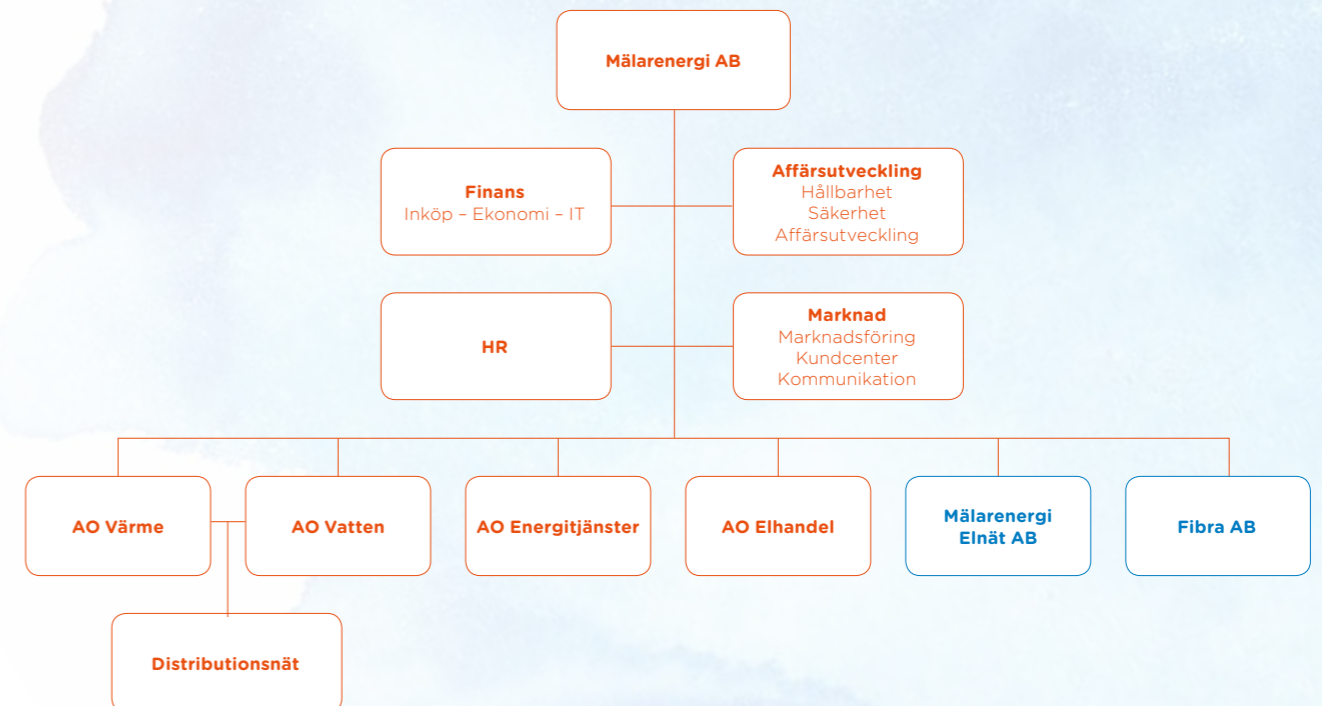 Mälarenergi AB
Finans
Inköp – Ekonomi – IT
Affärsutveckling
Hållbarhet
Säkerhet
Affärsutveckling
HR
Marknad
Marknadsföring
Kundcenter
Kommunikation
AO Värme
AO Vatten
AO Energitjänster
AO Elhandel
Mälarenergi
Elnät AB
Fibra AB
Distributionsnät